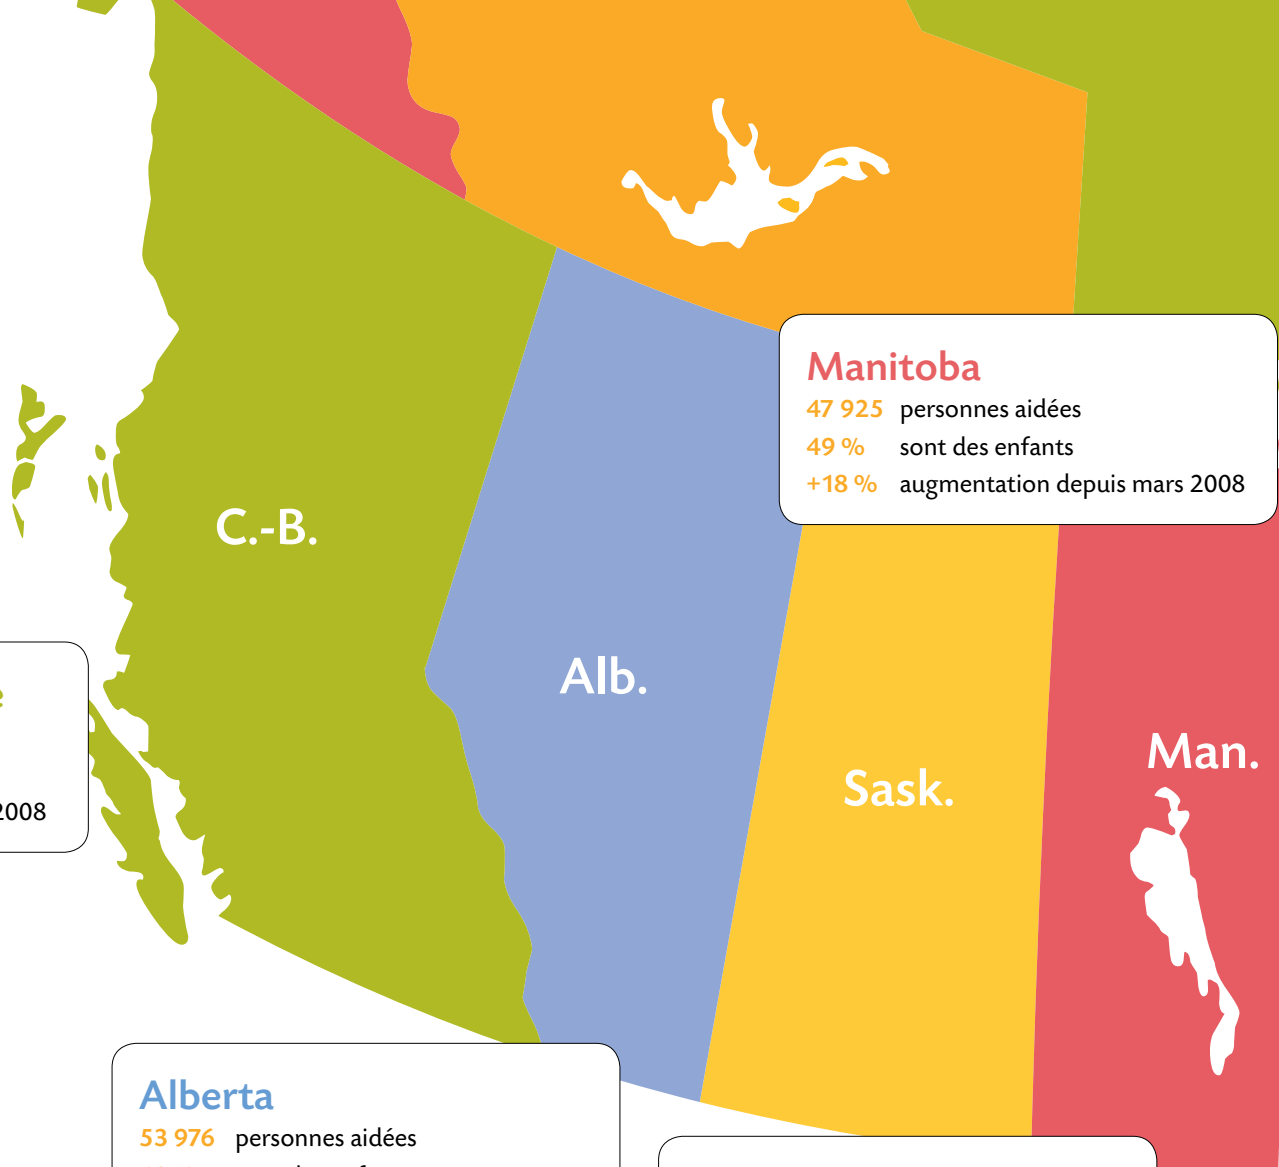 Manitoba
47 925 personnes aidées
49 % sont des enfants
+18 % augmentation depuis mars 2008
C.-B.
Alb.
Man.
Sask.
2008
Alberta
53 976 personnes aidées